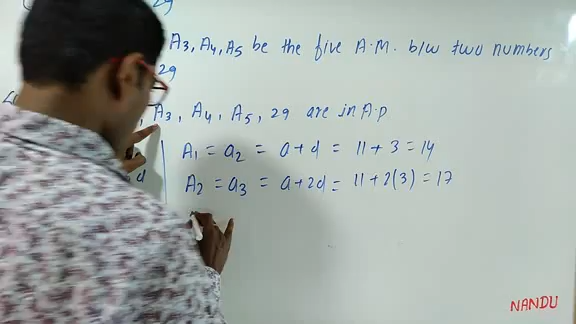 29
A3, A4, A5 be the five A.M. b/w two numbers
29
A3, A4, A5, 29 are in A.p
d
A1 = a2 = a+d = 11+3 = 14
A2 = a3 = a+2d = 11+2(3) = 17
NANDU